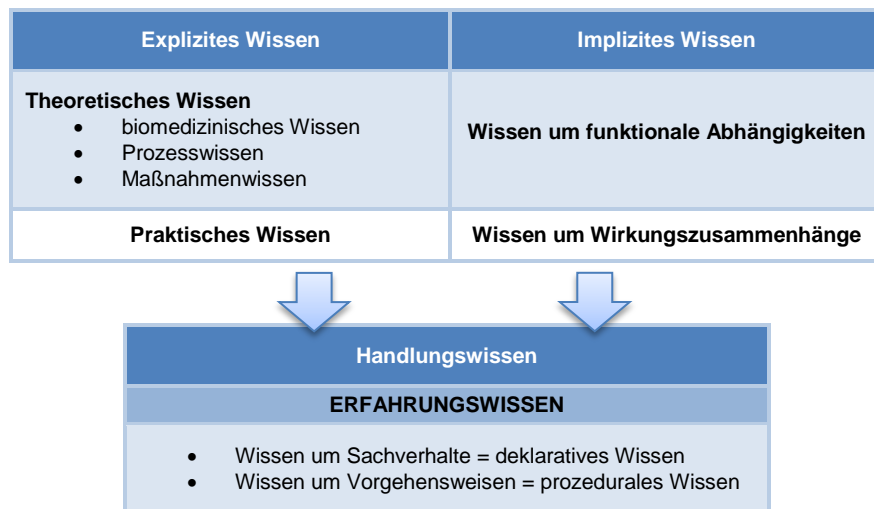 Explizites Wissen
Implizites Wissen
Theoretisches Wissen
• biomedizinisches Wissen
• Prozesswissen
• Maßnahmenwissen
Wissen um funktionale Abhängigkeiten
Praktisches Wissen
Wissen um Wirkungszusammenhänge
Handlungswissen
ERFAHRUNGSWISSEN
• Wissen um Sachverhalte = deklaratives Wissen
• Wissen um Vorgehensweisen = prozedurales Wissen